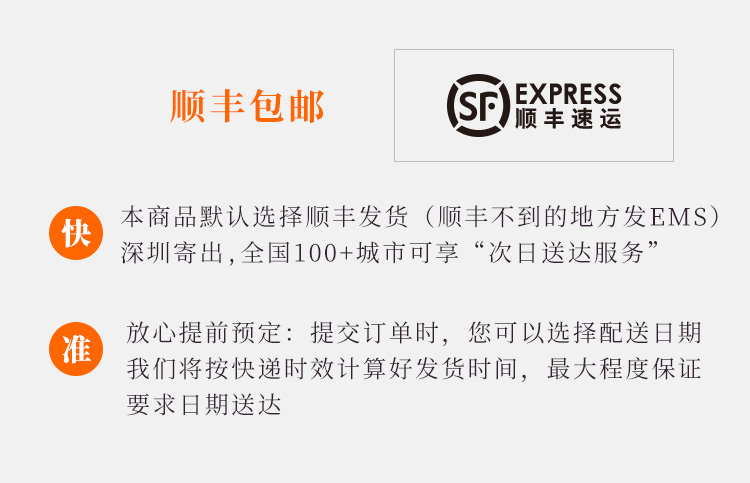 顺丰包邮
SF EXPRESS
顺丰速运
快
本商品默认选择顺丰发货（顺丰不到的地方发EMS）
深圳寄出,全国100+城市可享“次日送达服务”
准
放心提前预定：提交订单时，您可以选择配送日期
我们将按快递时效计算好发货时间，最大程度保证
要求日期送达